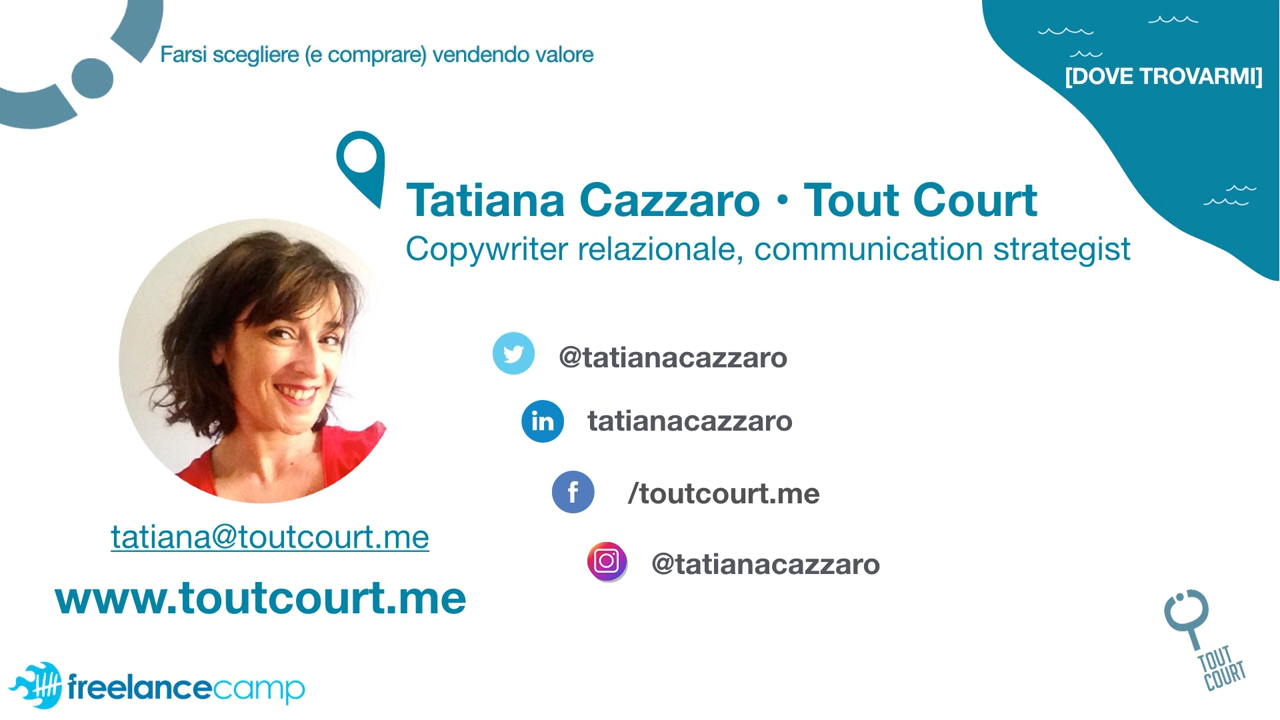 Farsi scegliere (e comprare) vendendo valore
[DOVE TROVARMI]
Tatiana Cazzaro • Tout Court
Copywriter relazionale, communication strategist
@tatianacazzaro
in tatianacazzaro
f /toutcourt.me
@tatianacazzaro
tatiana@toutcourt.me
www.toutcourt.me
freelancecamp
TOUT
COURT